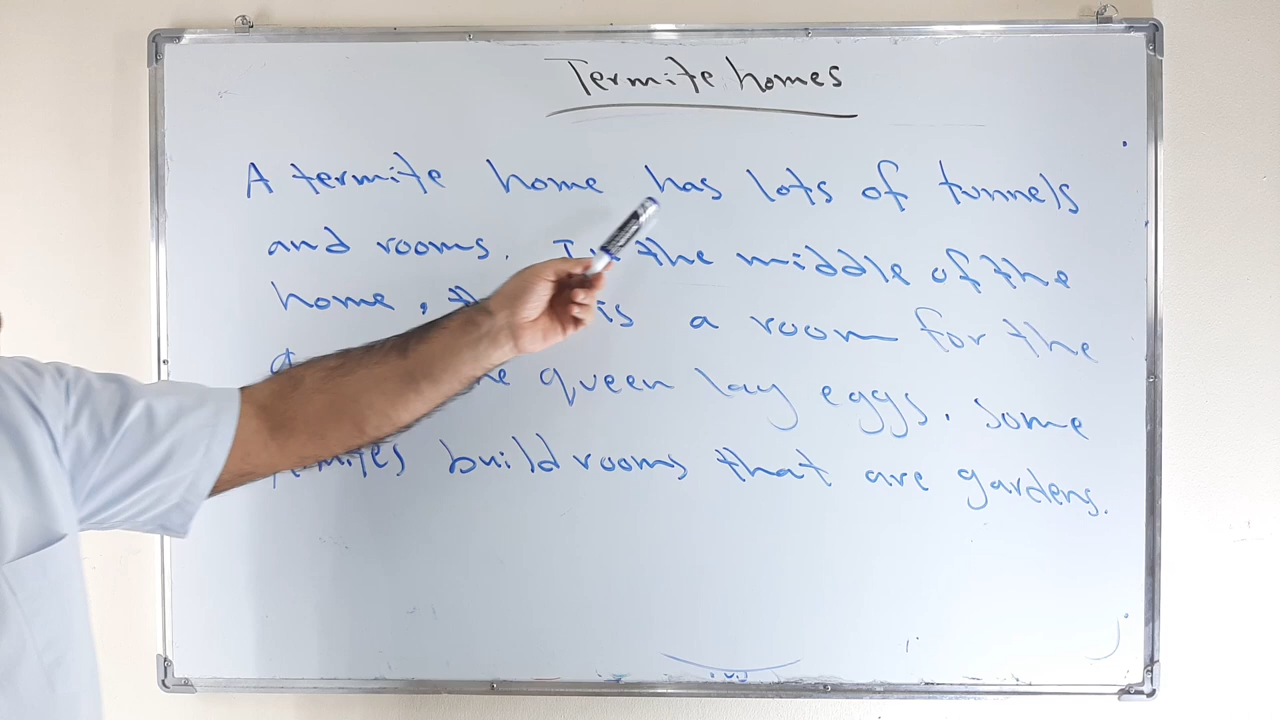 Termite homes
A termite home has lots of tunnels
and rooms. In the middle of the
home, is a room for the
queen lay eggs. Some
termites build rooms that are gardens.